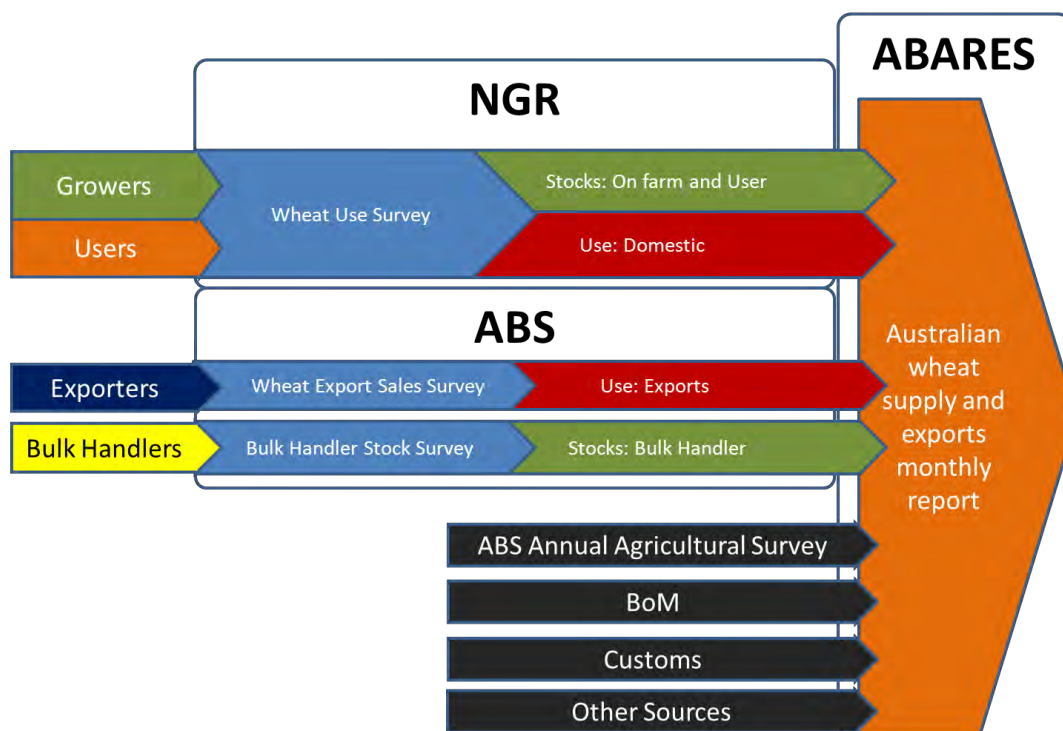 ABARES
NGR
Growers
Users
Wheat Use Survey
Stocks: On farm and User
Use: Domestic
ABS
Exporters
Wheat Export Sales Survey
Use: Exports
Bulk Handlers
Bulk Handler Stock Survey
Stocks: Bulk Handler
Australian
wheat
supply and
exports
monthly
report
ABS Annual Agricultural Survey
BoM
Customs
Other Sources